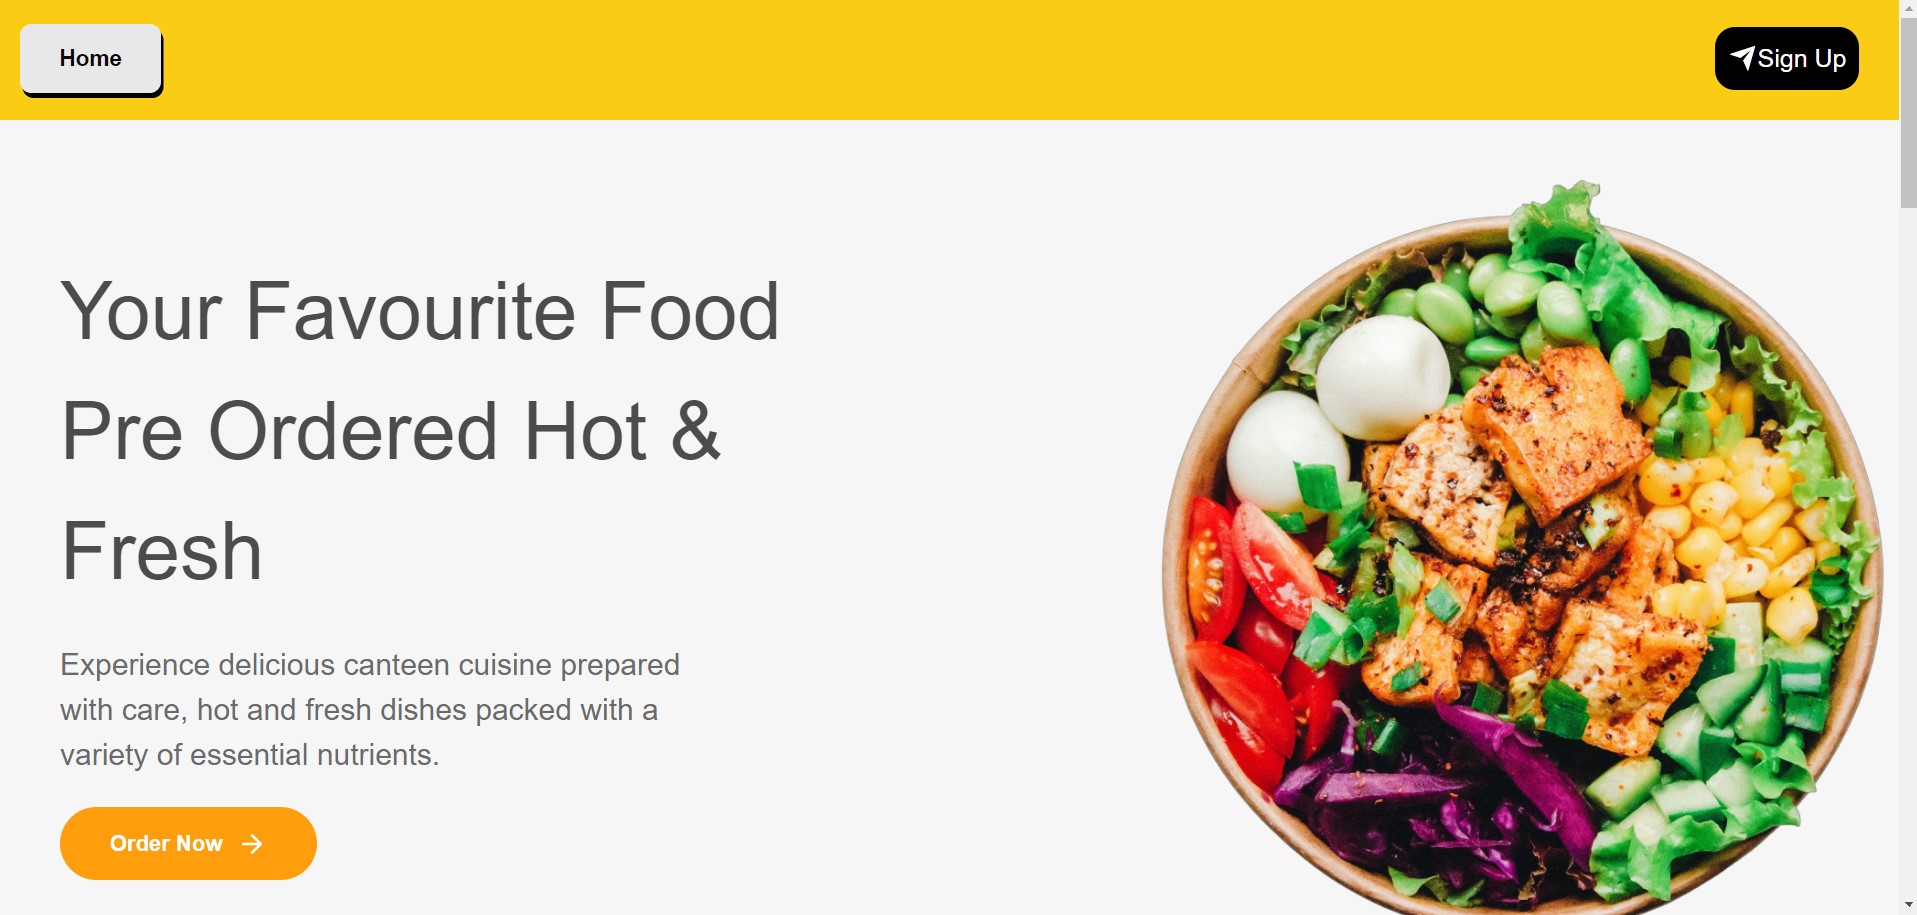 Home
Sign Up
Your Favourite Food
Pre Ordered Hot &
Fresh
Experience delicious canteen cuisine prepared
with care, hot and fresh dishes packed with a
variety of essential nutrients.
Order Now